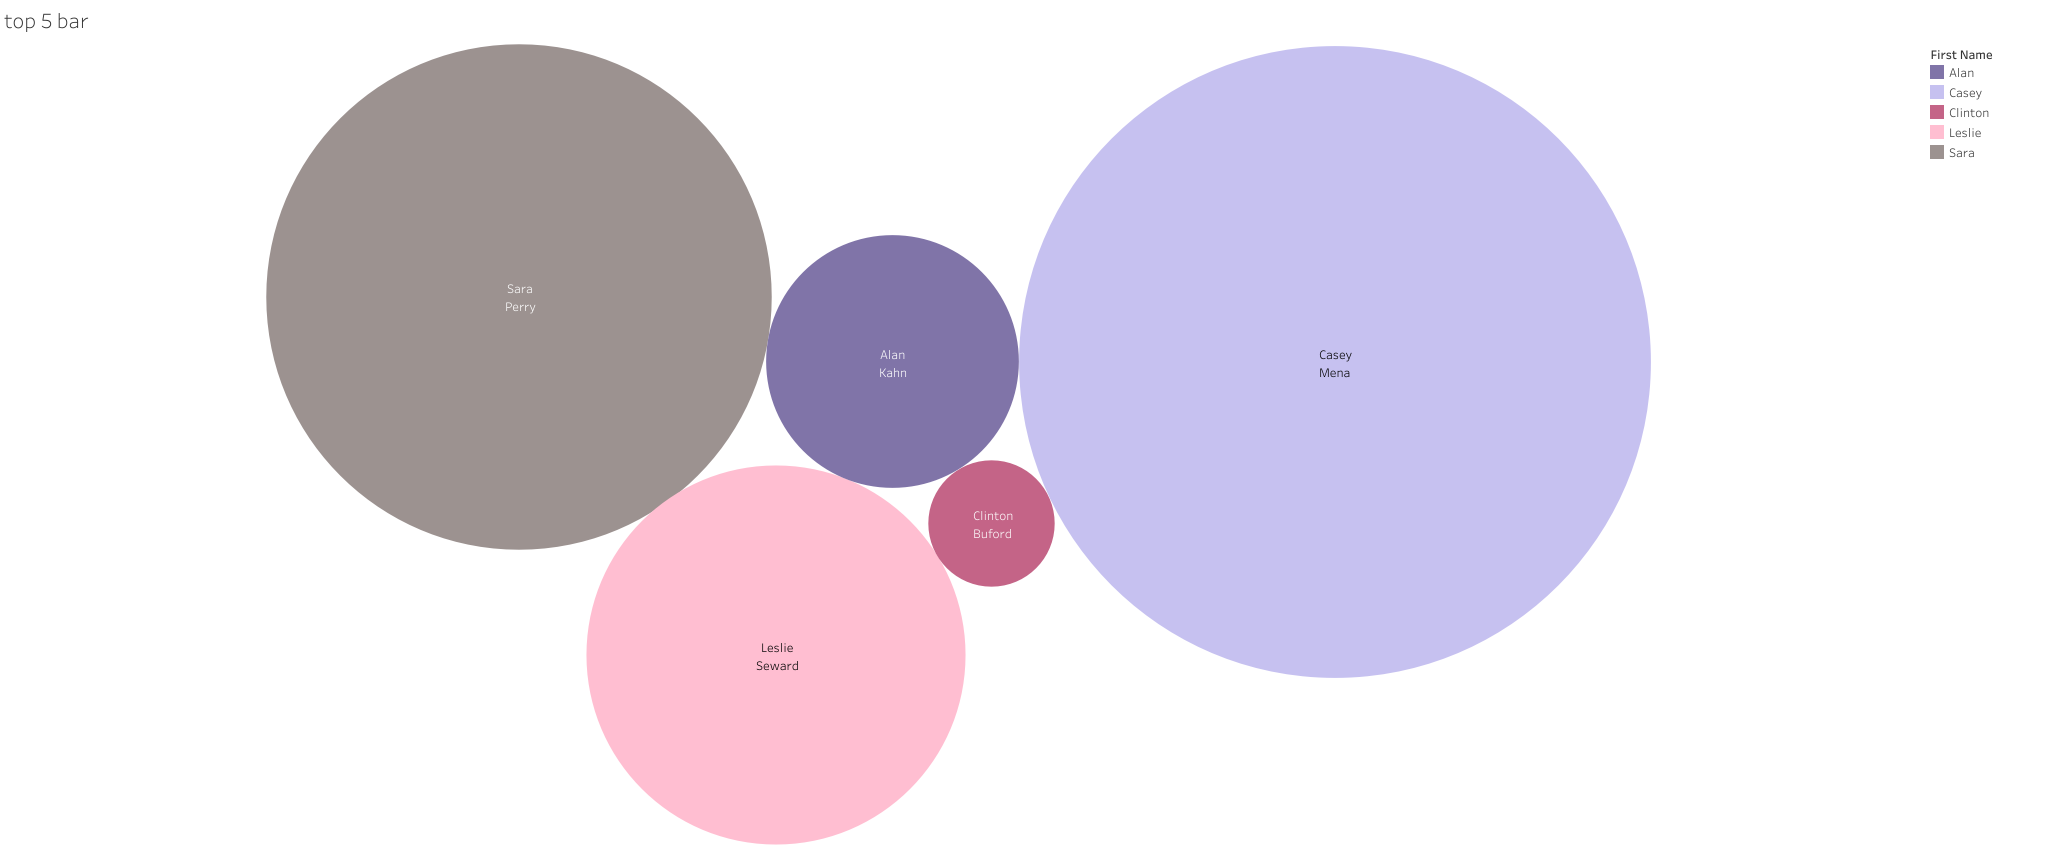 top 5 bar
First Name
Alan
Casey
Clinton
Leslie
Sara
Sara
Perry
Alan
Kahn
Casey
Mena
Clinton
Buford
Leslie
Seward